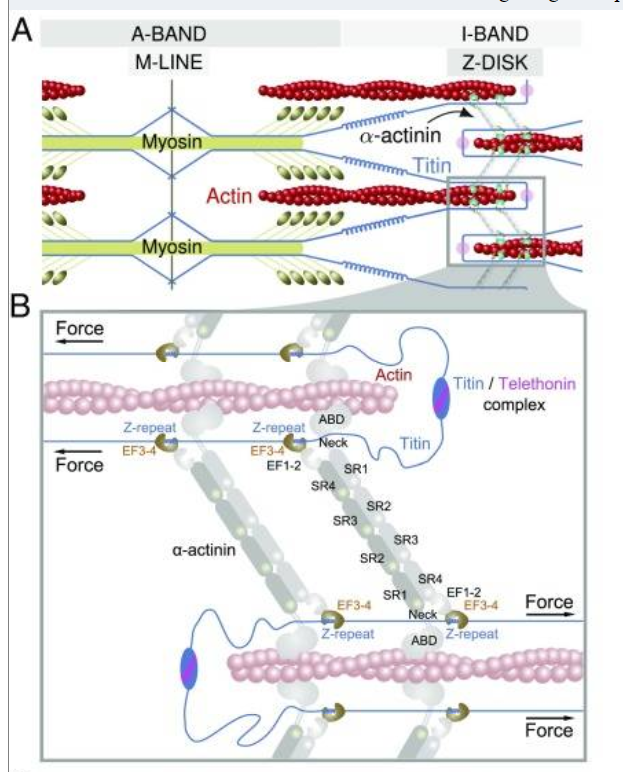 A
A-BAND
I-BAND
M-LINE
Z-DISK
α-actinin
Myosin
Titin
Actin
Myosin
B
Force
Actin
Titin / Telethonin
complex
ABD
Z-repeat
Z-repeat
Neck
Titin
EF3-4
EF3-4
Force
EF1-2
SR1
SR4
SR2
SR3
SR3
α-actinin
SR2
SR4
SR1
EF1-2
EF3-4
EF3-4
Neck
Force
Z-repeat
ABD
Z-repeat
Force